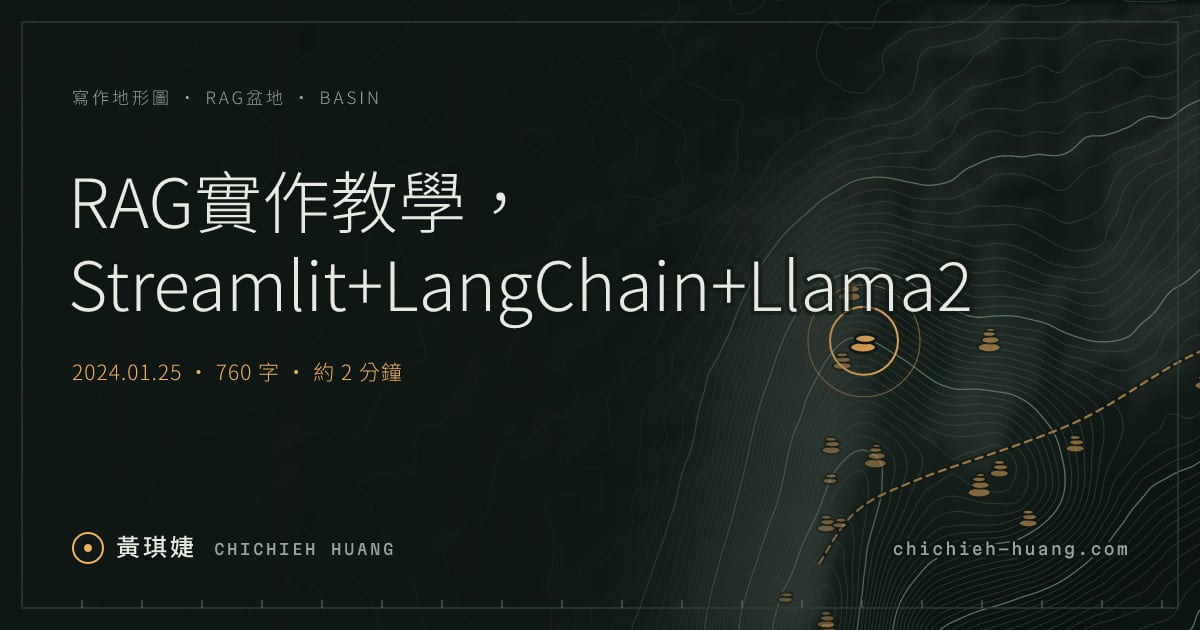 寫作地形圖 · RAG盆地 · BASIN
RAG實作教學，
Streamlit+LangChain+Llama2
2024.01.25 · 760 字 · 約 2 分鐘
黃琪婕 CHICHIEH HUANG
chichieh-huang.com